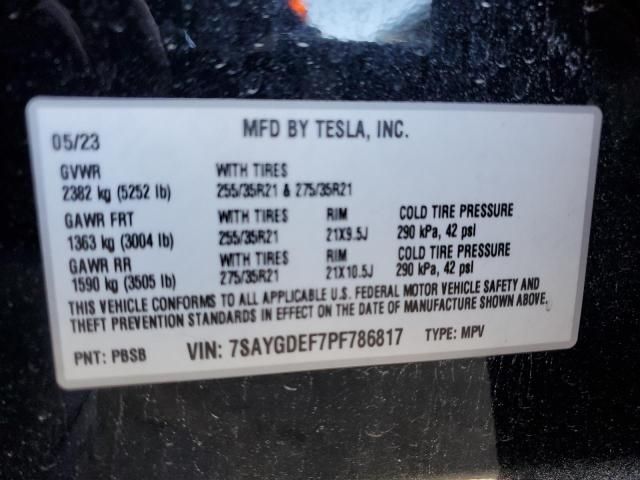 MFD BY TESLA, INC.
05/23
GVWR WITH TIRES
2382 kg (5252 lb) 255/35R21 & 275/35R21
GAWR FRT WITH TIRES RIM COLD TIRE PRESSURE
1363 kg (3004 lb) 255/35R21 21X9.5J 290 kPa, 42 psi
GAWR RR WITH TIRES RIM COLD TIRE PRESSURE
1590 kg (3505 lb) 275/35R21 21X10.5J 290 kPa, 42 psi
THIS VEHICLE CONFORMS TO ALL APPLICABLE U.S. FEDERAL MOTOR VEHICLE SAFETY AND
THEFT PREVENTION STANDARDS IN EFFECT ON THE DATE OF MANUFACTURE SHOWN ABOVE.
PNT: PBSB VIN: 7SAYGDEF7PF786817 TYPE: MPV